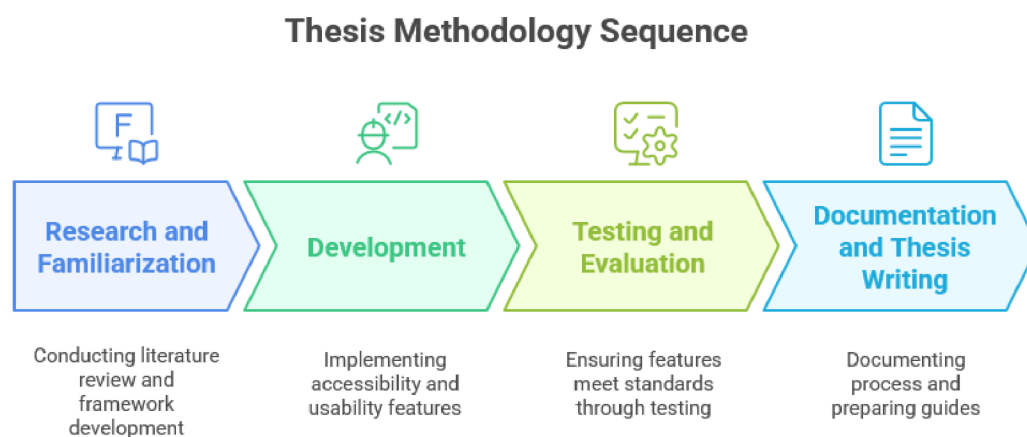 Thesis Methodology Sequence
F
</>
Research and
Familiarization
Development
Testing and
Evaluation
Documentation
and Thesis
Writing
Conducting literature
review and
framework
development
Implementing
accessibility and
usability features
Ensuring features
meet standards
through testing
Documenting
process and
preparing guides